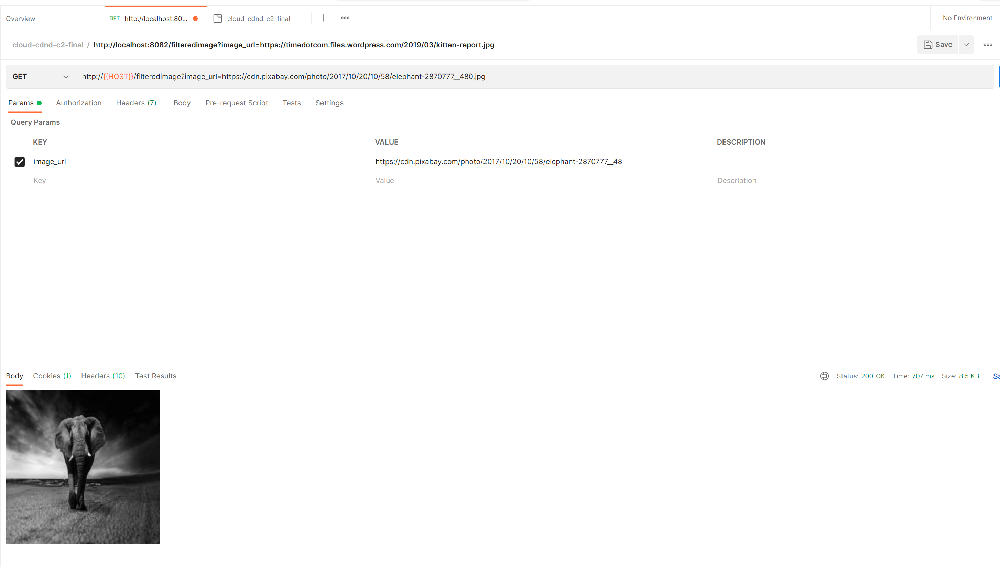 Overview
GET http://localhost:80...
cloud-cdnd-c2-final
No Environment
cloud-cdnd-c2-final / http://localhost:8082/filteredimage?image_url=https://timedotcom.files.wordpress.com/2019/03/kitten-report.jpg
Save
GET http://{{HOST}}/filteredimage?image_url=https://cdn.pixabay.com/photo/2017/10/20/10/58/elephant-2870777__480.jpg
Params Authorization Headers (7) Body Pre-request Script Tests Settings
Query Params
KEY VALUE DESCRIPTION
image_url https://cdn.pixabay.com/photo/2017/10/20/10/58/elephant-2870777__48
Key Value Description
Body Cookies (1) Headers (10) Test Results
Status: 200 OK Time: 707 ms Size: 8.5 KB Sa